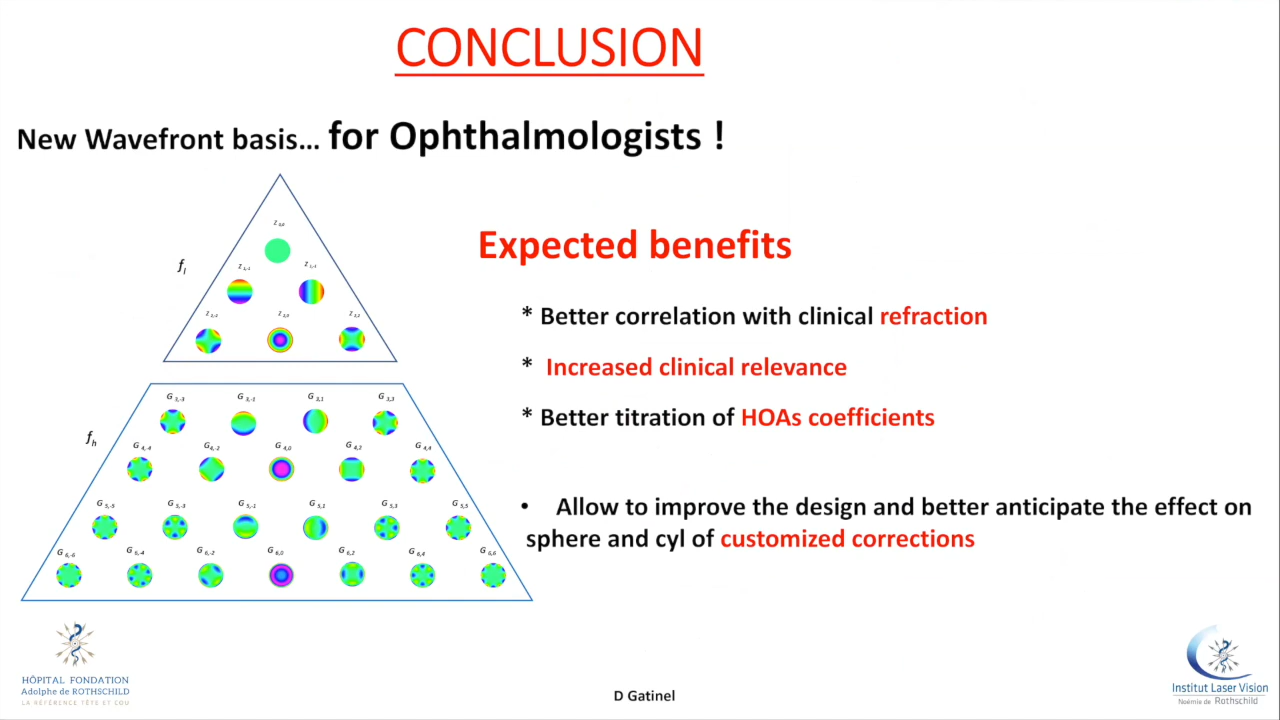 CONCLUSION
New Wavefront basis... for Ophthalmologists !
Z 0,0
f l
Z 1,-1 Z 1,-1
Z 2,-2 Z 2,0 Z 2,2
Expected benefits
* Better correlation with clinical refraction
* Increased clinical relevance
* Better titration of HOAs coefficients
• Allow to improve the design and better anticipate the effect on
sphere and cyl of customized corrections
G 3,-3 G 3,-1 G 3,1 G 3,3
f h
G 4,-4 G 4,-2 G 4,0 G 4,2 G 4,4
G 5,-5 G 5,-3 G 5,-1 G 5,1 G 5,3 G 5,5
G 6,-6 G 6,-4 G 6,-2 G 6,0 G 6,2 G 6,4 G 6,6
HÔPITAL FONDATION
Adolphe de ROTHSCHILD
LA RÉFÉRENCE TÊTE ET COU
D Gatinel
Institut Laser Vision
Noémie de Rothschild